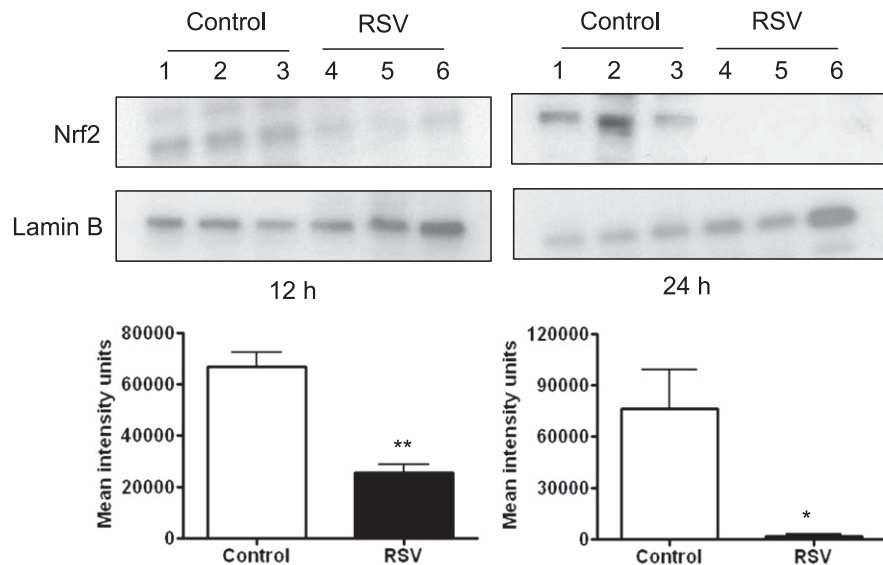 Control RSV Control RSV
1 2 3 4 5 6 1 2 3 4 5 6
Nrf2
Lamin B
12 h 24 h
Mean intensity units
80000
60000
40000
20000
0
**
Control RSV
Mean intensity units
120000
90000
60000
30000
0
*
Control RSV